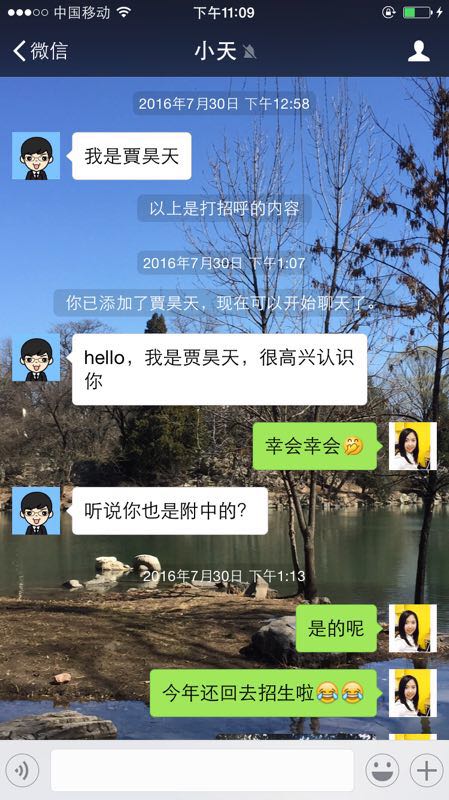 中国移动
下午11:09
微信
小天
2016年7月30日 下午12:58
我是贾昊天
以上是打招呼的内容
2016年7月30日 下午1:07
你已添加了贾昊天，现在可以开始聊天了。
hello，我是贾昊天，很高兴认识
你
幸会幸会🤭
听说你也是附中的？
2016年7月30日 下午1:13
是的呢
今年还回去招生啦😂😂